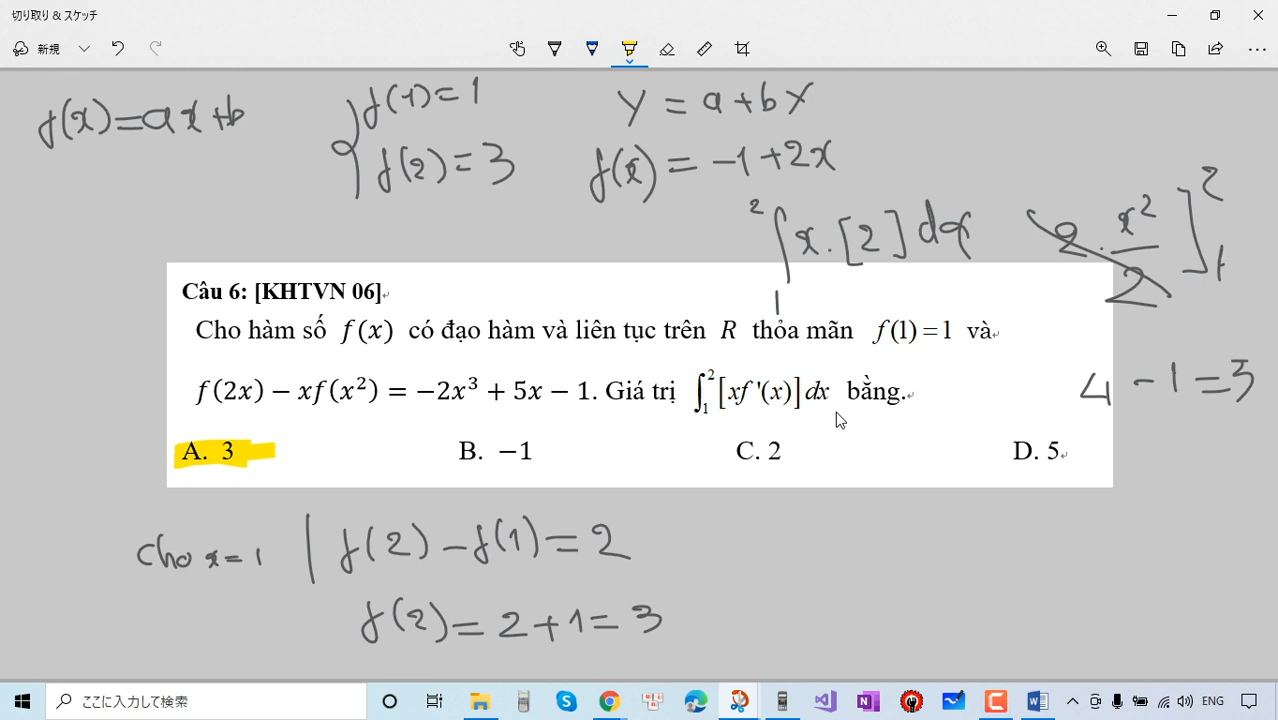 切り取り & スケッチ
新規
f(x)=ax+b
f(1)=1
f(2)=3
y = a+bx
f(x) = -1+2x
2
∫ x.[2] dx
1
2.x²/2 ]₁²
Câu 6: [KHTVN 06]
Cho hàm số f(x) có đạo hàm và liên tục trên R thỏa mãn f(1) = 1 và
f(2x) − xf(x²) = −2x³ + 5x − 1. Giá trị ∫₁²[xf '(x)]dx bằng.
4 - 1 = 3
A. 3
B. −1
C. 2
D. 5
Cho x=1
f(2) - f(1) = 2
f(2) = 2+1 = 3
ここに入力して検索
ENG